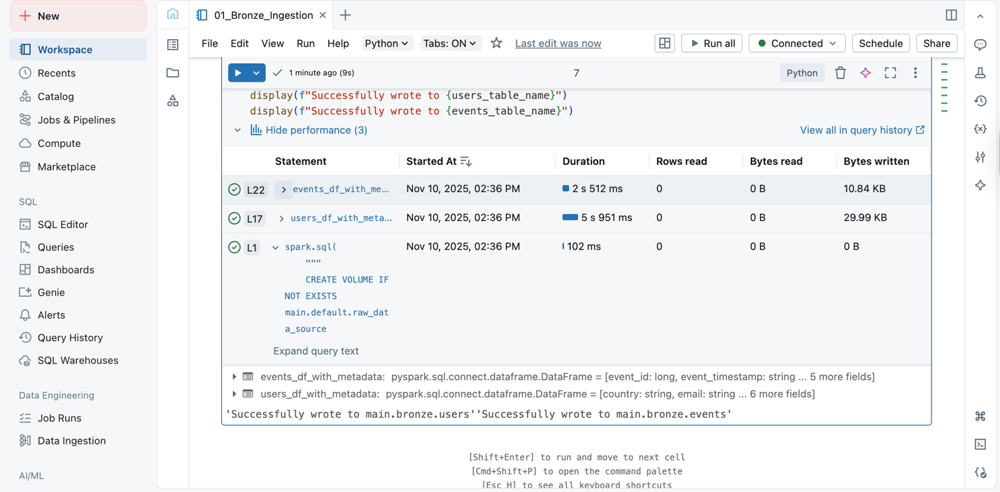 New
Workspace
Recents
Catalog
Jobs & Pipelines
Compute
Marketplace
SQL
SQL Editor
Queries
Dashboards
Genie
Alerts
Query History
SQL Warehouses
Data Engineering
Job Runs
Data Ingestion
AI/ML
01_Bronze_Ingestion
File Edit View Run Help Python Tabs: ON Last edit was now Run all Connected Schedule Share
1 minute ago (9s) 7 Python
display(f"Successfully wrote to {users_table_name}")
display(f"Successfully wrote to {events_table_name}")
Hide performance (3) View all in query history
Statement Started At Duration Rows read Bytes read Bytes written
L22 events_df_with_me... Nov 10, 2025, 02:36 PM 2 s 512 ms 0 0 B 10.84 KB
L17 users_df_with_meta... Nov 10, 2025, 02:36 PM 5 s 951 ms 0 0 B 29.99 KB
L1 spark.sql( Nov 10, 2025, 02:36 PM 102 ms 0 0 B 0 B
"""
CREATE VOLUME IF
NOT EXISTS
main.default.raw_dat
a_source
Expand query text
events_df_with_metadata: pyspark.sql.connect.dataframe.DataFrame = [event_id: long, event_timestamp: string ... 5 more fields]
users_df_with_metadata: pyspark.sql.connect.dataframe.DataFrame = [country: string, email: string ... 6 more fields]
'Successfully wrote to main.bronze.users''Successfully wrote to main.bronze.events'
[Shift+Enter] to run and move to next cell
[Cmd+Shift+P] to open the command palette
[Esc H] to see all keyboard shortcuts